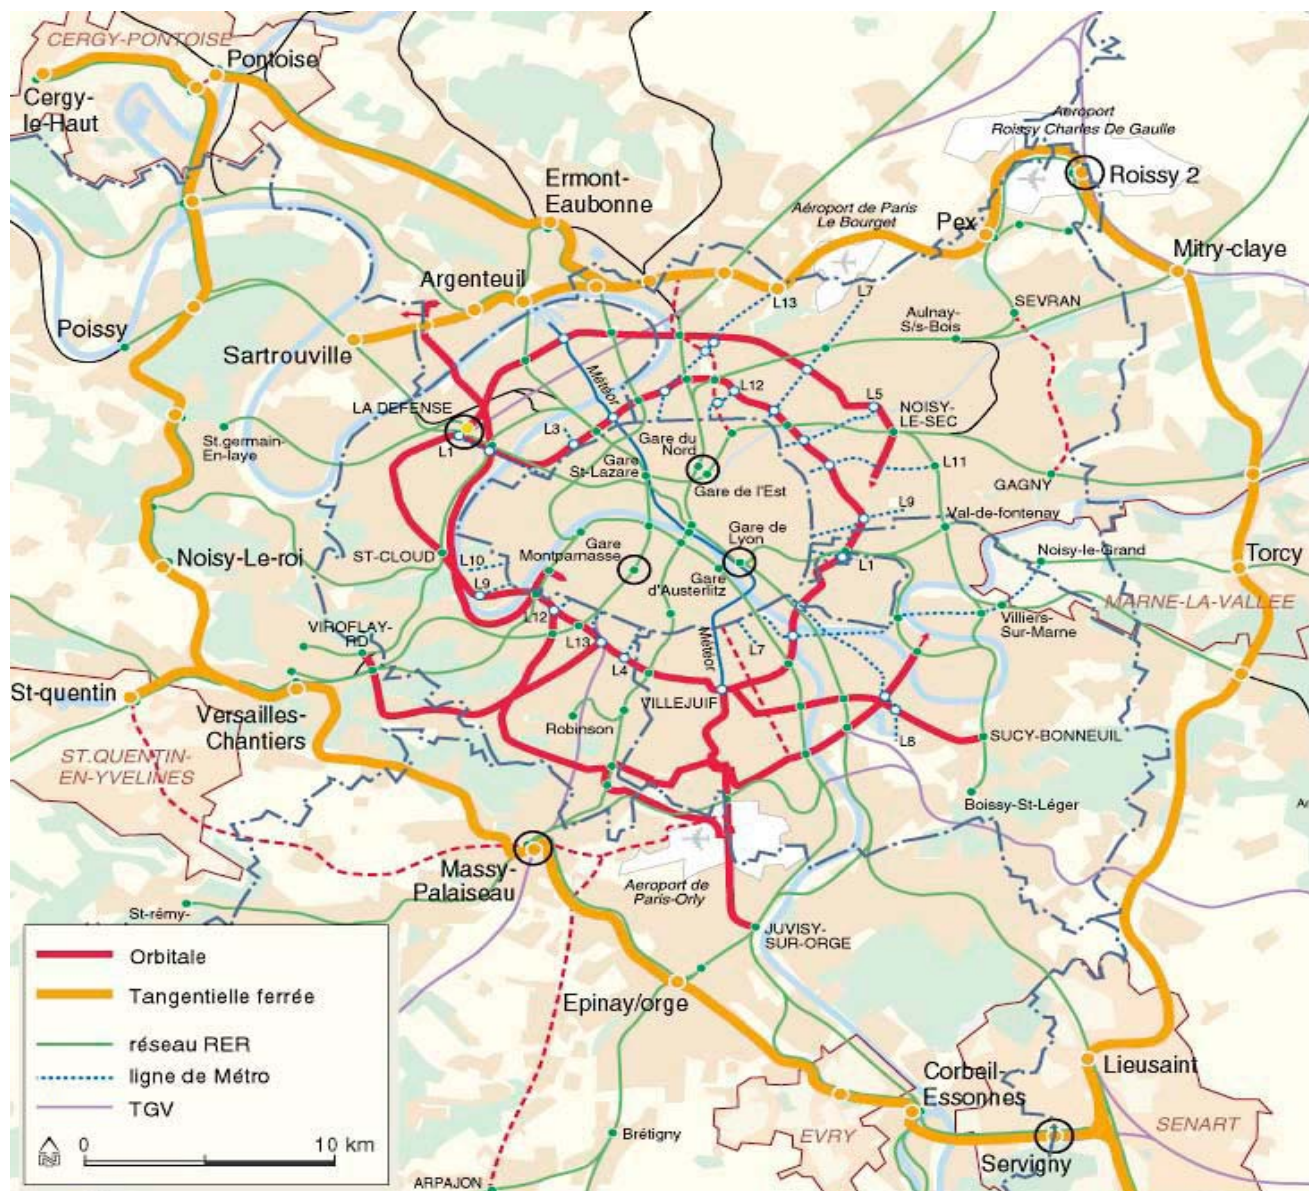 CERGY-PONTOISE
Pontoise
Cergy-
le-Haut
Aeroport
Roissy Charles De Gaulle
Roissy 2
Ermont-
Eaubonne
Aéroport de Paris
Le Bourget
Pex
Mitry-claye
Argenteuil
L13
L7
SEVRAN
Aulnay-
S/s-Bois
Poissy
Sartrouville
Météor
L12
LA DEFENSE
L5
NOISY-
LE-SEC
L3
St.germain-
En-laye
L1
Gare du
Nord
Gare
St-Lazare
L11
Gare de l'Est
GAGNY
L9
Val-de-fontenay
Gare de
Lyon
Gare
Montparnasse
ST-CLOUD
Noisy-le-Grand
Torcy
Noisy-Le-roi
L10
L1
L9
Gare
d'Austerlitz
MARNE-LA-VALLEE
L12
VIROFLAY-
RD
Villiers-
Sur-Marne
L13
Météor
L7
L4
St-quentin
VILLEJUIF
Versailles-
Chantiers
Robinson
L8
SUCY-BONNEUIL
ST.QUENTIN-
EN-YVELINES
Boissy-St-Léger
Massy-
Palaiseau
Aeroport de
Paris-Orly
St-rémy-
JUVISY-
SUR-ORGE
Orbitale
Tangentielle ferrée
Epinay/orge
réseau RER
ligne de Métro
TGV
Corbeil-
Essonnes
Lieusaint
N
0
10 km
Brétigny
EVRY
SENART
Servigny
ARPAJON